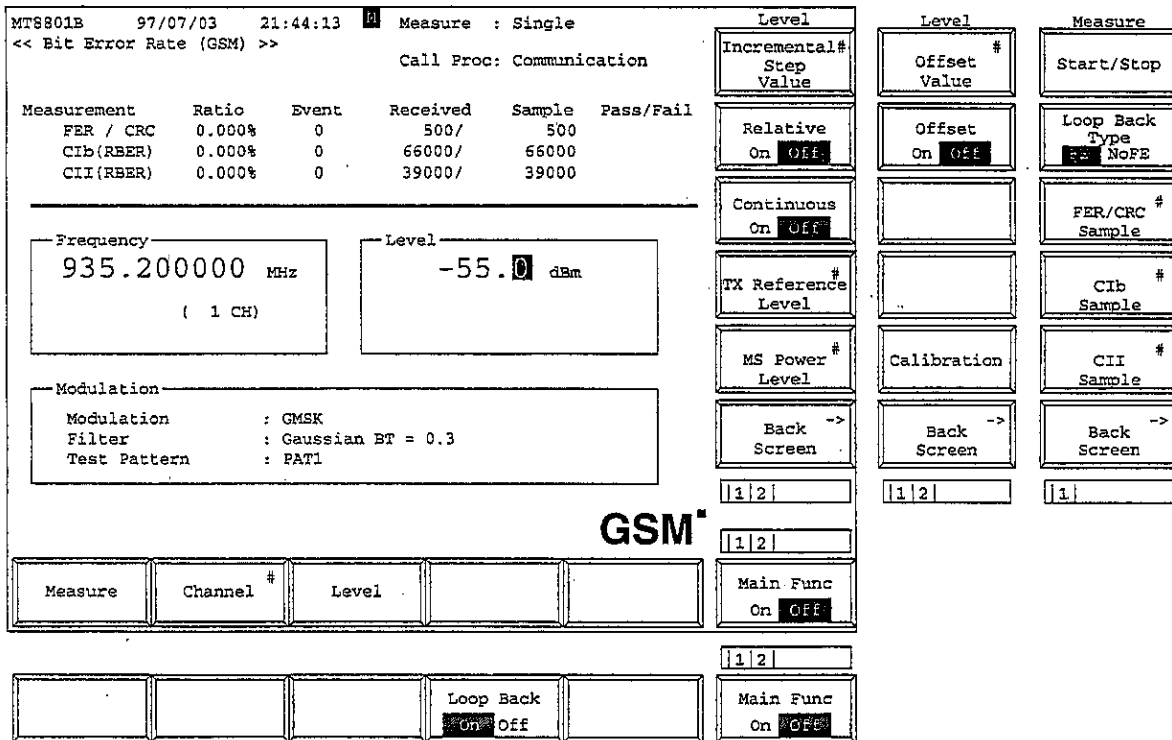 MT8801B 97/07/03 21:44:13 M Measure : Single
<< Bit Error Rate (GSM) >>
Call Proc: Communication
Measurement Ratio Event Received Sample Pass/Fail
FER / CRC 0.000% 0 500/ 500
CIb(RBER) 0.000% 0 66000/ 66000
CII(RBER) 0.000% 0 39000/ 39000
Frequency
935.200000 MHz
( 1 CH)
Level
-55.0 dBm
Modulation
Modulation : GMSK
Filter : Gaussian BT = 0.3
Test Pattern : PAT1
GSM
Measure
Channel #
Level
Loop Back
On Off
Level
Incremental#
Step
Value
Relative
On Off
Continuous
On Off
#
TX Reference
Level
MS Power #
Level
Back ->
Screen
|1|2|
|1|2|
Main Func
On Off
|1|2|
Main Func
On Off
Level
#
Offset
Value
Offset
On Off
Calibration
Back ->
Screen
|1|2|
Measure
Start/Stop
Loop Back
Type
FE NoFE
FER/CRC #
Sample
CIb #
Sample
CII #
Sample
Back ->
Screen
|1|